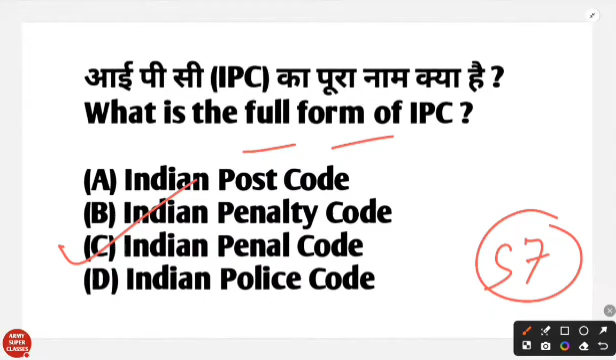 आई पी सी (IPC) का पूरा नाम क्या है ?
What is the full form of IPC ?
(A) Indian Post Code
(B) Indian Penalty Code
(C) Indian Penal Code
(D) Indian Police Code
57
ARMY
SUPER
CLASSES